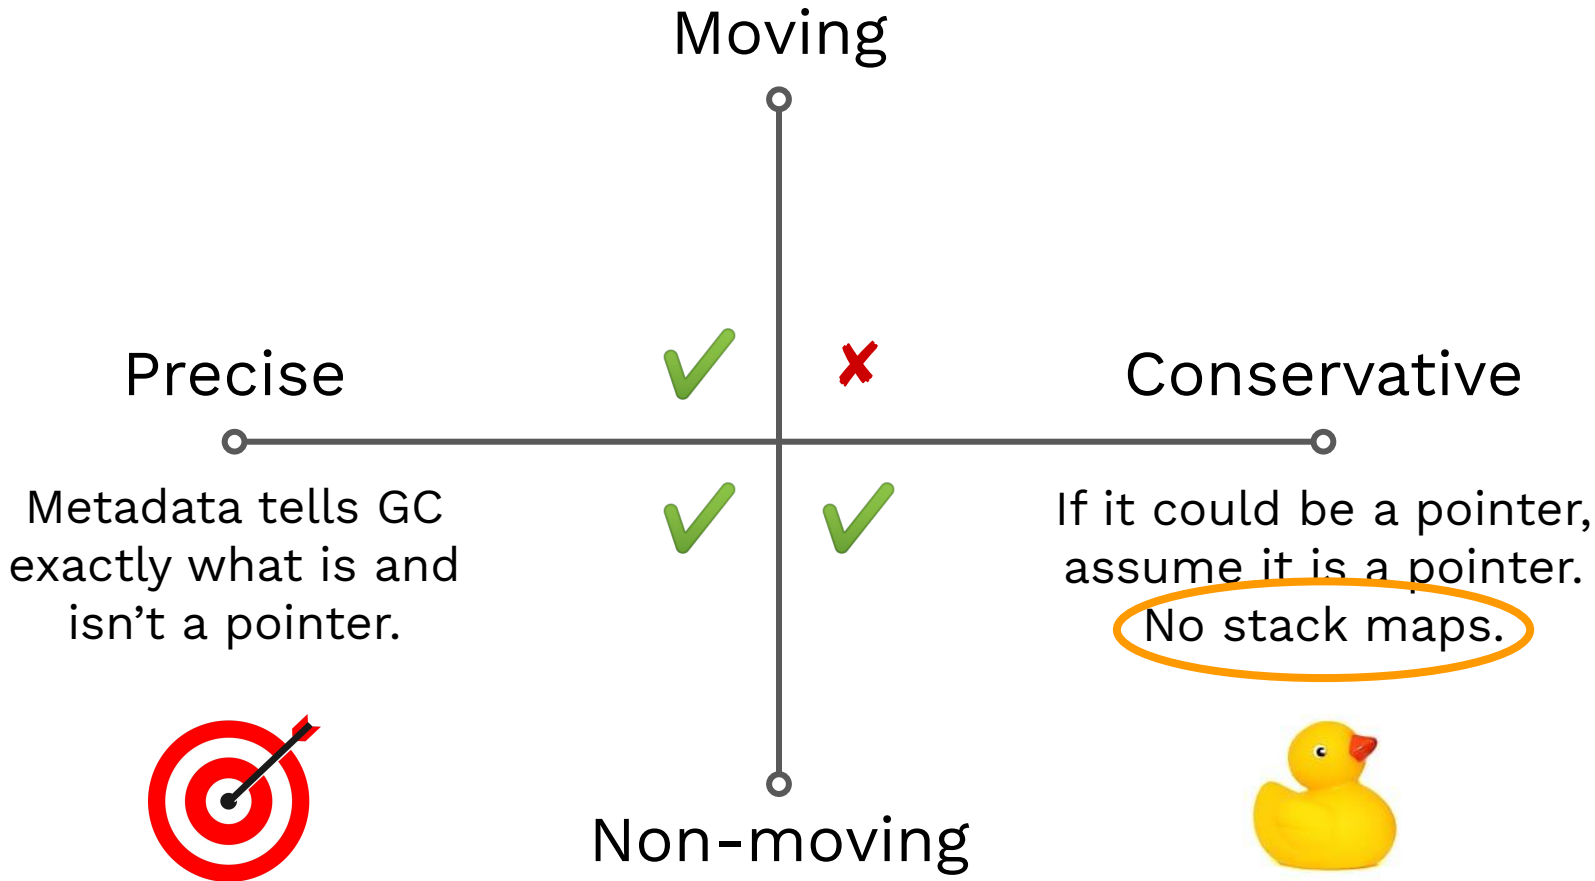 Moving
Precise
Conservative
Metadata tells GC
exactly what is and
isn’t a pointer.
If it could be a pointer,
assume it is a pointer.
No stack maps.
Non-moving